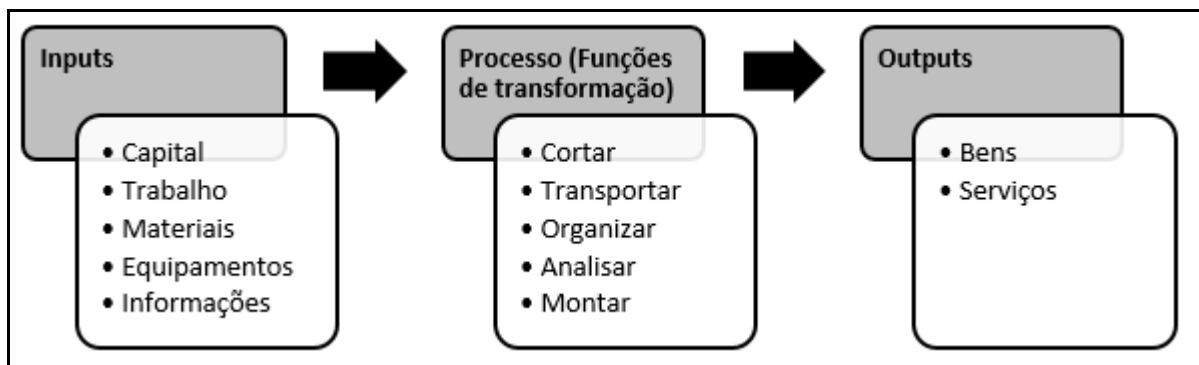 Inputs
• Capital
• Trabalho
• Materiais
• Equipamentos
• Informações
Processo (Funções
de transformação)
• Cortar
• Transportar
• Organizar
• Analisar
• Montar
Outputs
• Bens
• Serviços